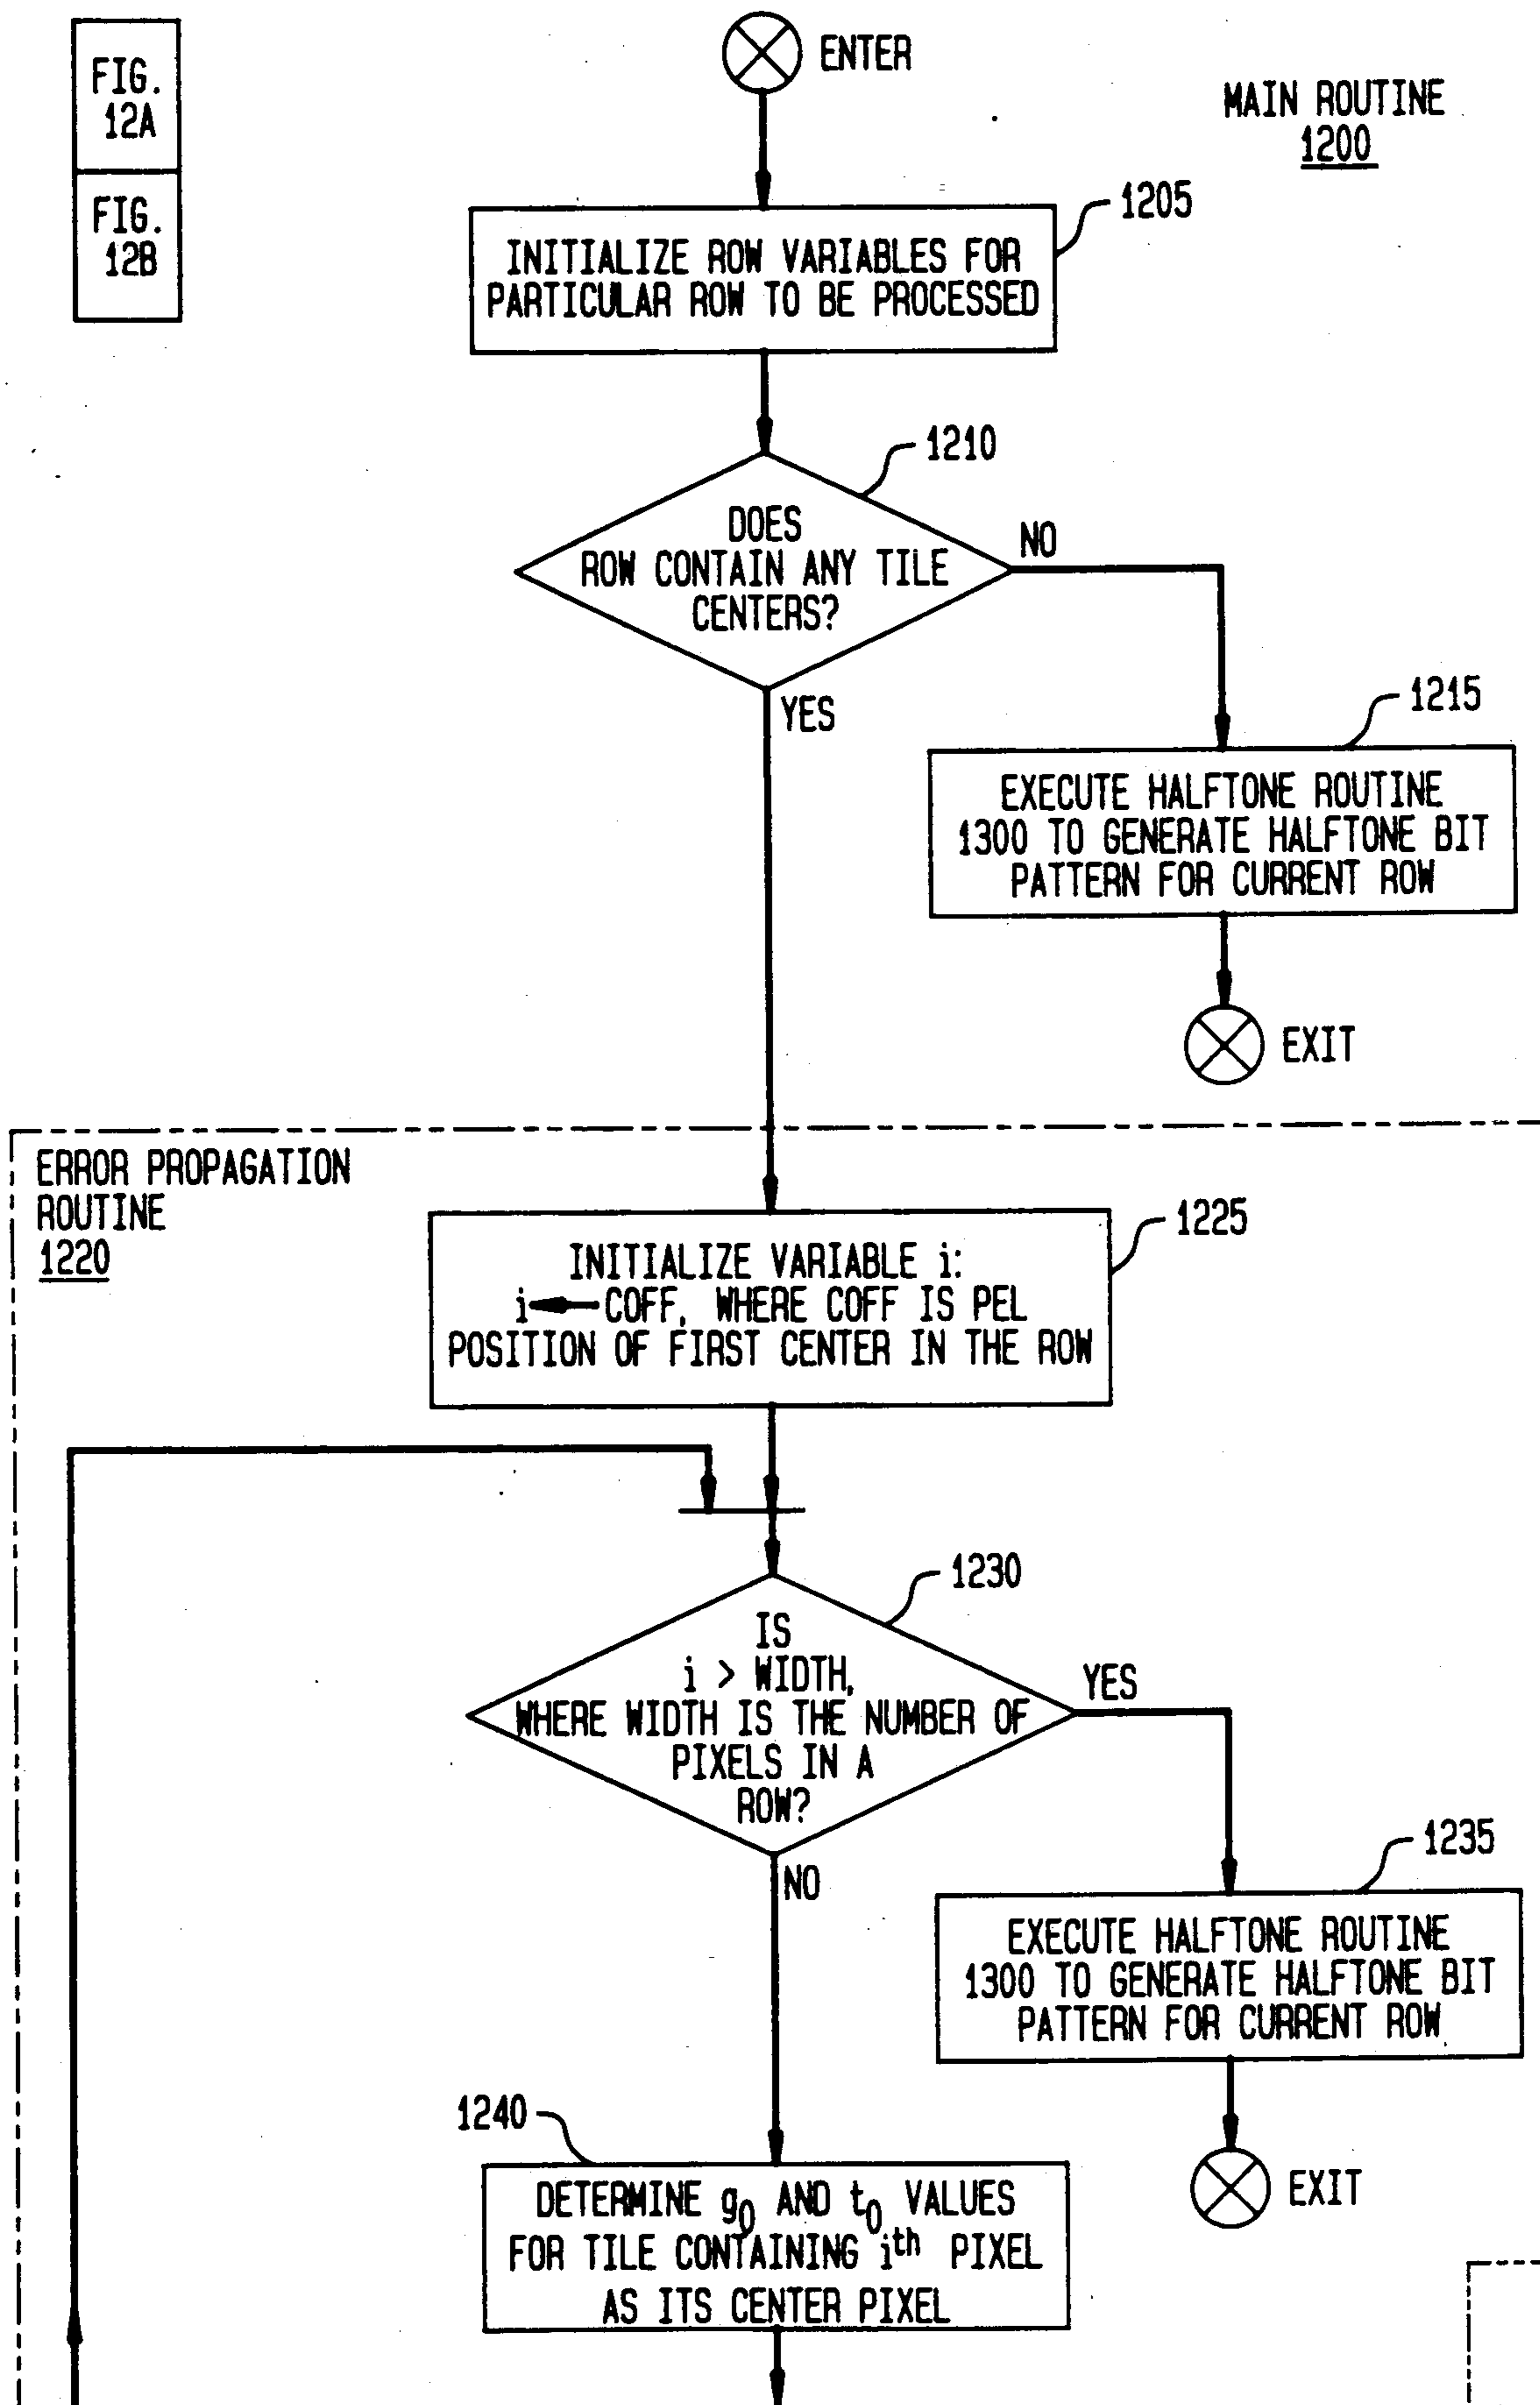 FIG.
12A
FIG.
12B
ENTER
MAIN ROUTINE
1200
1205
INITIALIZE ROW VARIABLES FOR
PARTICULAR ROW TO BE PROCESSED
1210
DOES
ROW CONTAIN ANY TILE
CENTERS?
NO
YES
1215
EXECUTE HALFTONE ROUTINE
1300 TO GENERATE HALFTONE BIT
PATTERN FOR CURRENT ROW
EXIT
ERROR PROPAGATION
ROUTINE
1220
1225
INITIALIZE VARIABLE i:
i ← COFF, WHERE COFF IS PEL
POSITION OF FIRST CENTER IN THE ROW
1230
IS
i > WIDTH,
WHERE WIDTH IS THE NUMBER OF
PIXELS IN A
ROW?
YES
NO
1235
EXECUTE HALFTONE ROUTINE
1300 TO GENERATE HALFTONE BIT
PATTERN FOR CURRENT ROW
EXIT
1240
DETERMINE g₀ AND t₀ VALUES
FOR TILE CONTAINING iᵗʰ PIXEL
AS ITS CENTER PIXEL